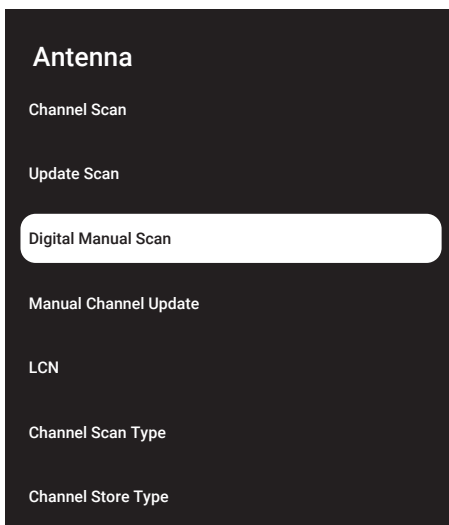 Antenna
Channel Scan
Update Scan
Digital Manual Scan
Manual Channel Update
LCN
Channel Scan Type
Channel Store Type